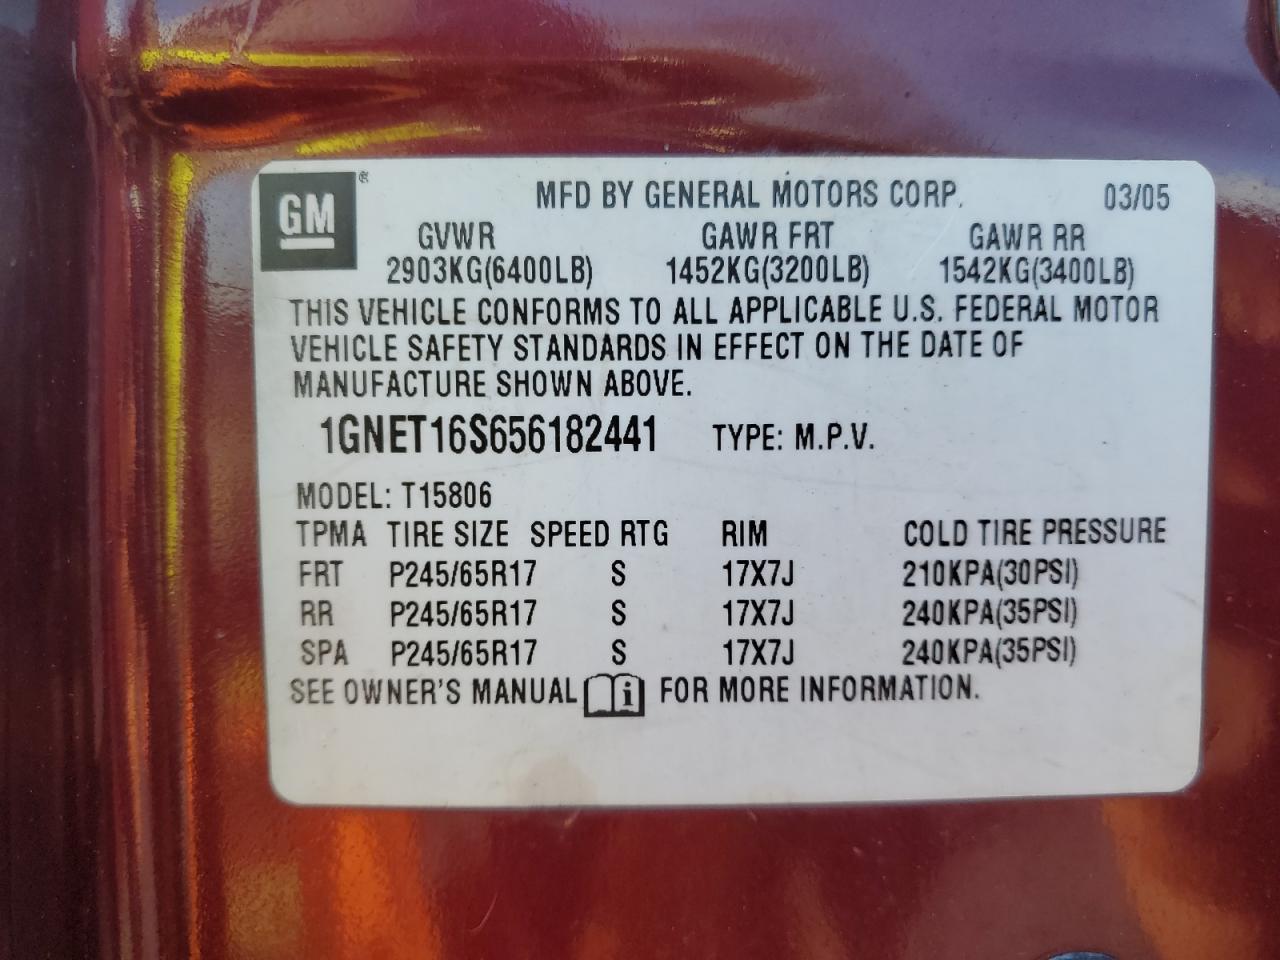 GM ® MFD BY GENERAL MOTORS CORP. 03/05
GVWR GAWR FRT GAWR RR
2903KG(6400LB) 1452KG(3200LB) 1542KG(3400LB)
THIS VEHICLE CONFORMS TO ALL APPLICABLE U.S. FEDERAL MOTOR
VEHICLE SAFETY STANDARDS IN EFFECT ON THE DATE OF
MANUFACTURE SHOWN ABOVE.
1GNET16S656182441 TYPE: M.P.V.
MODEL: T15806
TPMA TIRE SIZE SPEED RTG RIM COLD TIRE PRESSURE
FRT P245/65R17 S 17X7J 210KPA(30PSI)
RR P245/65R17 S 17X7J 240KPA(35PSI)
SPA P245/65R17 S 17X7J 240KPA(35PSI)
SEE OWNER'S MANUAL i FOR MORE INFORMATION.